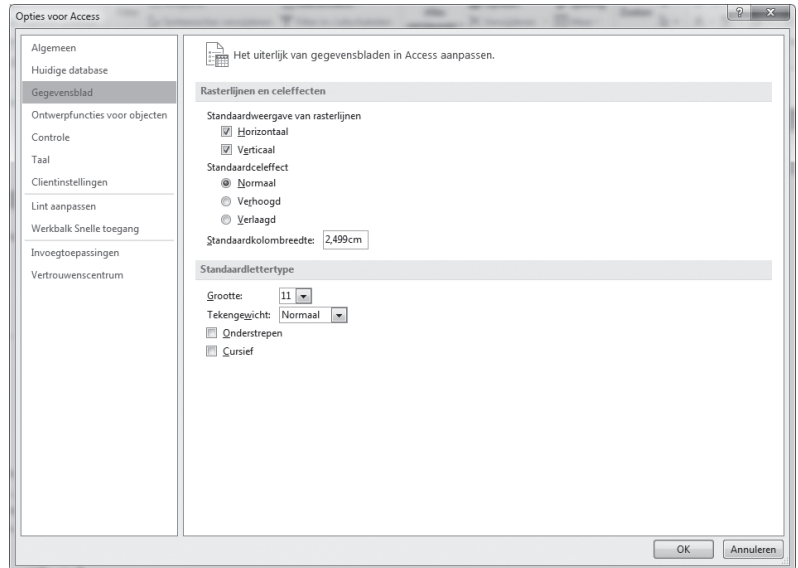 Opties voor Access
Algemeen
Huidige database
Gegevensblad
Ontwerpfuncties voor objecten
Controle
Taal
Clientinstellingen
Lint aanpassen
Werkbalk Snelle toegang
Invoegtoepassingen
Vertrouwenscentrum
Het uiterlijk van gegevensbladen in Access aanpassen.
Rasterlijnen en celeffecten
Standaardweergave van rasterlijnen
Horizontaal
Verticaal
Standaardceleffect
Normaal
Verhoogd
Verlaagd
Standaardkolombreedte: 2,499cm
Standaardlettertype
Grootte: 11
Tekengewicht: Normaal
Onderstrepen
Cursief
OK Annuleren